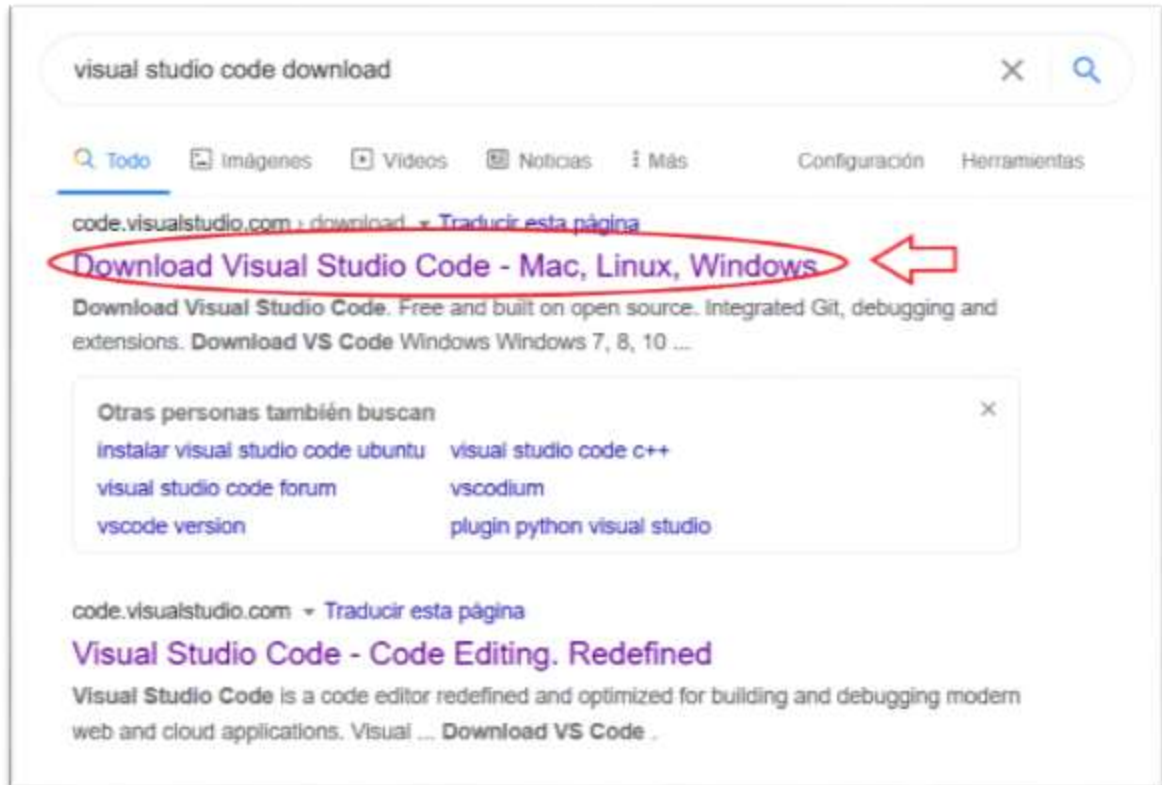 visual studio code download
Todo Imágenes Vídeos Noticias Más Configuración Herramientas
code.visualstudio.com › download Traducir esta página
Download Visual Studio Code - Mac, Linux, Windows
Download Visual Studio Code. Free and built on open source. Integrated Git, debugging and
extensions. Download VS Code Windows Windows 7, 8, 10 ...
Otras personas también buscan
instalar visual studio code ubuntu visual studio code c++
visual studio code forum vscodium
vscode version plugin python visual studio
code.visualstudio.com Traducir esta página
Visual Studio Code - Code Editing. Redefined
Visual Studio Code is a code editor redefined and optimized for building and debugging modern
web and cloud applications. Visual ... Download VS Code .